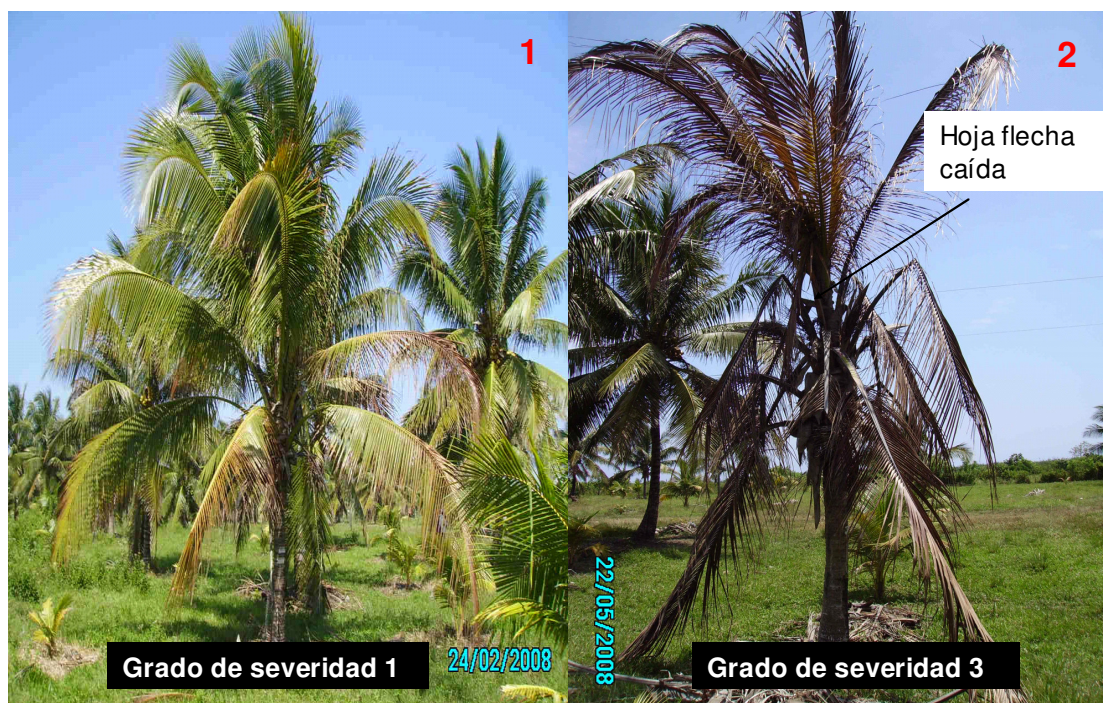 1
Grado de severidad 1
24/02/2008
2
Hoja flecha
caída
22/05/2008
Grado de severidad 3